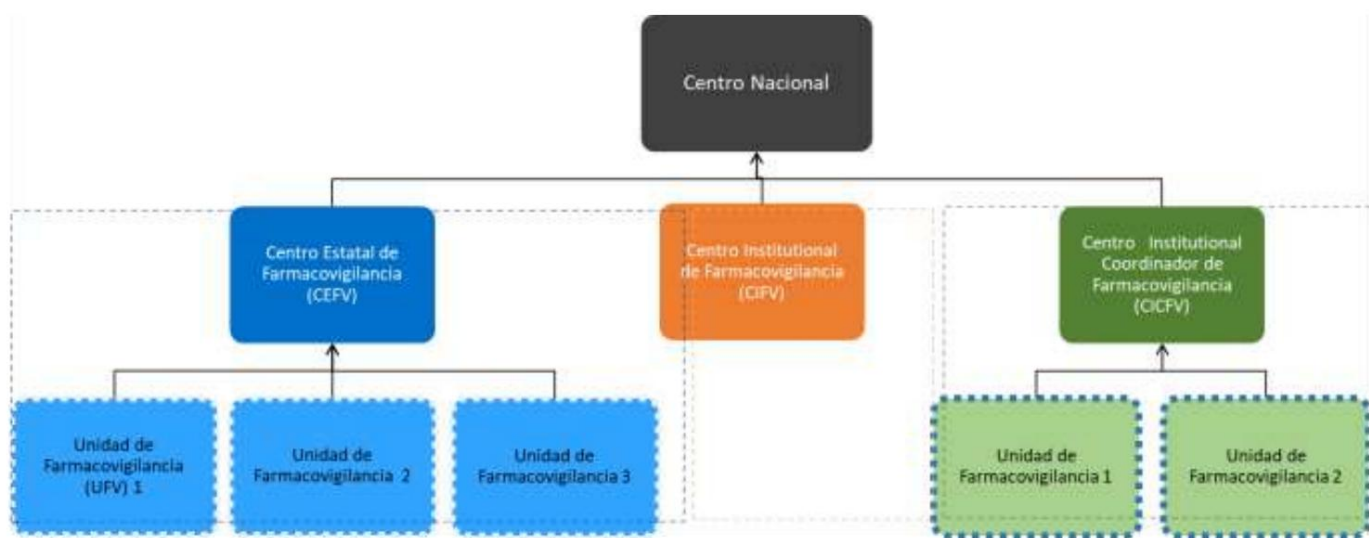 Centro Nacional
Centro Estatal de
Farmacovigilancia
(CEFV)
Centro Institutional
de Farmacovigilancia
(CIFV)
Centro Institutional
Coordinador de
Farmacovigilancia
(CICFV)
Unidad de
Farmacovigilancia
(UFV) 1
Unidad de
Farmacovigilancia 2
Unidad de
Farmacovigilancia 3
Unidad de
Farmacovigilancia 1
Unidad de
Farmacovigilancia 2